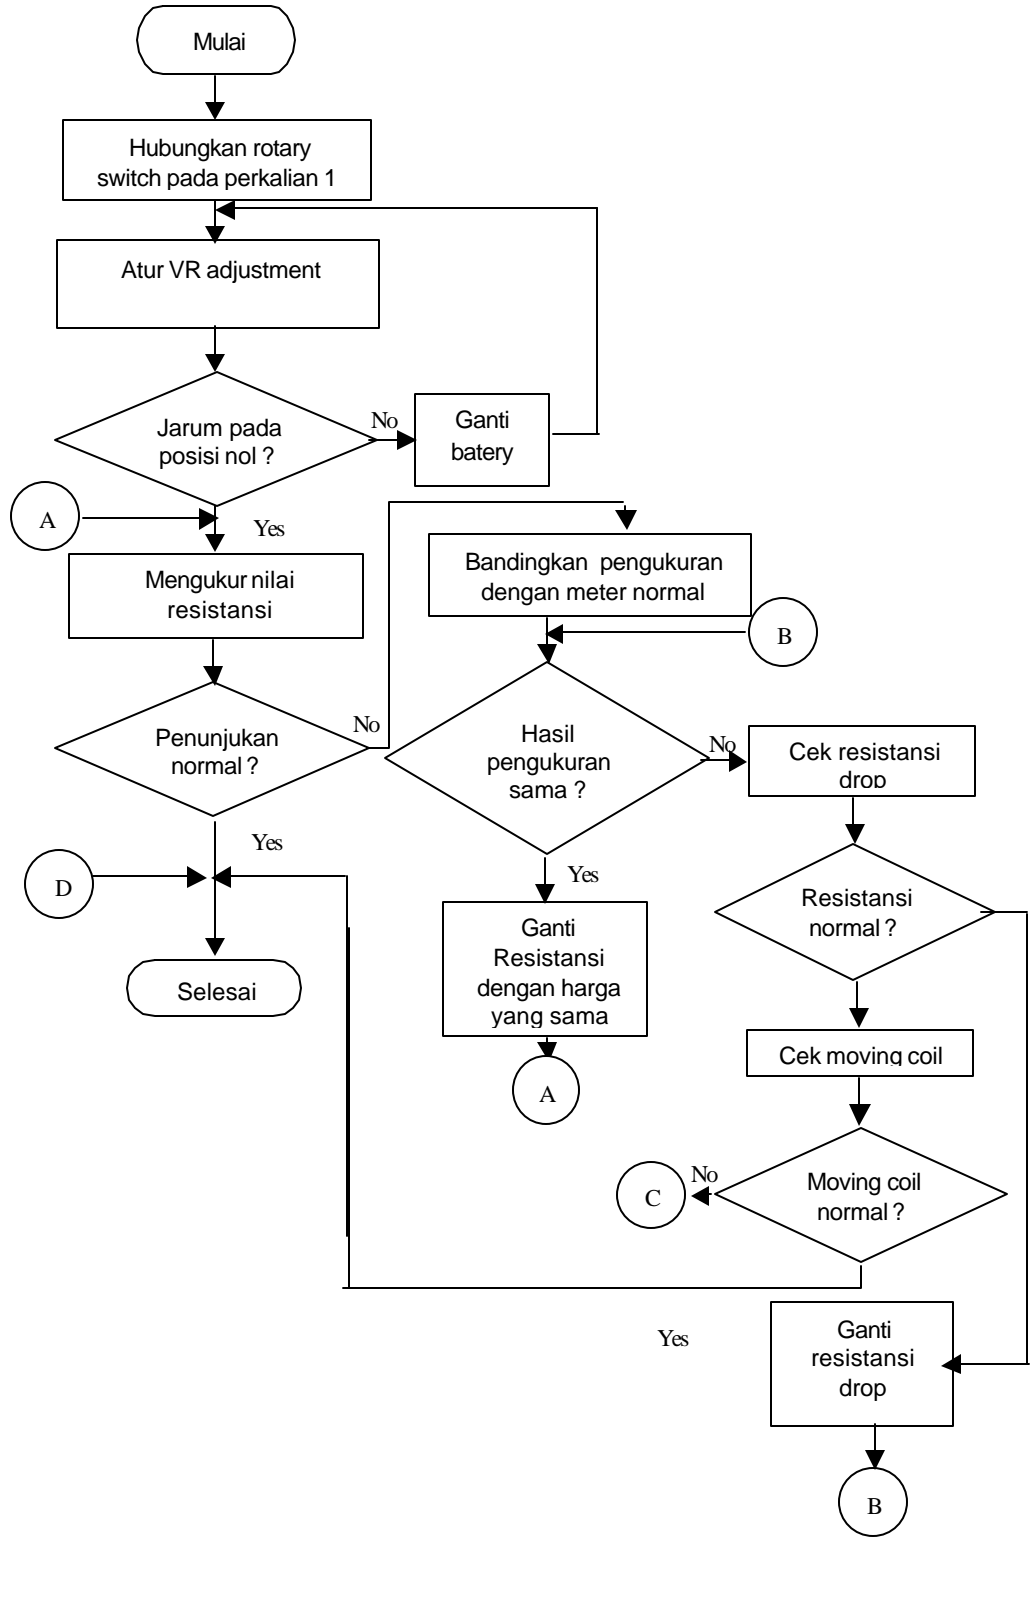 Mulai
Hubungkan rotary
switch pada perkalian 1
Atur VR adjustment
Jarum pada
posisi nol ?
No
Ganti
batery
A
Yes
Mengukur nilai
resistansi
Bandingkan pengukuran
dengan meter normal
B
Penunjukan
normal ?
No
Hasil
pengukuran
sama ?
No
Cek resistansi
drop
Yes
D
Yes
Resistansi
normal ?
Ganti
Resistansi
dengan harga
yang sama
Selesai
A
Cek moving coil
Moving coil
normal ?
No
C
Yes
Ganti
resistansi
drop
B